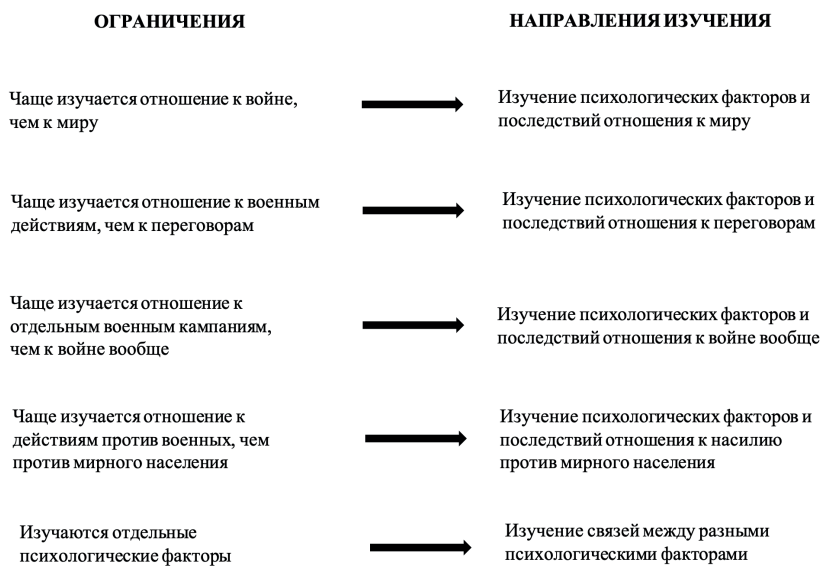 ОГРАНИЧЕНИЯ
НАПРАВЛЕНИЯ ИЗУЧЕНИЯ
Чаще изучается отношение к войне,
чем к миру
Изучение психологических факторов и
последствий отношения к миру
Чаще изучается отношение к военным
действиям, чем к переговорам
Изучение психологических факторов и
последствий отношения к переговорам
Чаще изучается отношение к
отдельным военным кампаниям,
чем к войне вообще
Изучение психологических факторов и
последствий отношения к войне вообще
Чаще изучается отношение к
действиям против военных, чем
против мирного населения
Изучение психологических факторов и
последствий отношения к насилию
против мирного населения
Изучаются отдельные
психологические факторы
Изучение связей между разными
психологическими факторами